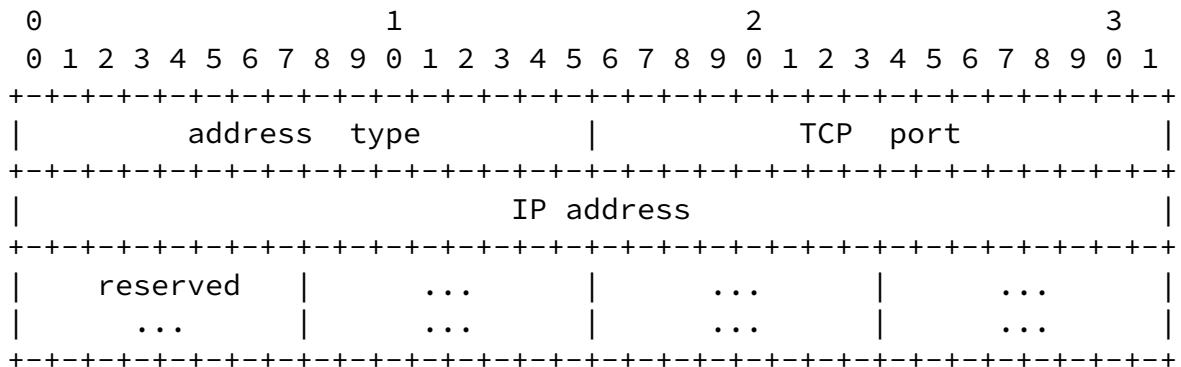 0                   1                   2                   3
0 1 2 3 4 5 6 7 8 9 0 1 2 3 4 5 6 7 8 9 0 1 2 3 4 5 6 7 8 9 0 1
+-+-+-+-+-+-+-+-+-+-+-+-+-+-+-+-+-+-+-+-+-+-+-+-+-+-+-+-+-+-+-+-+
|         address  type         |           TCP  port           |
+-+-+-+-+-+-+-+-+-+-+-+-+-+-+-+-+-+-+-+-+-+-+-+-+-+-+-+-+-+-+-+-+
|                           IP address                          |
+-+-+-+-+-+-+-+-+-+-+-+-+-+-+-+-+-+-+-+-+-+-+-+-+-+-+-+-+-+-+-+-+
|    reserved   |      ...      |      ...      |      ...      |
|      ...      |      ...      |      ...      |      ...      |
+-+-+-+-+-+-+-+-+-+-+-+-+-+-+-+-+-+-+-+-+-+-+-+-+-+-+-+-+-+-+-+-+